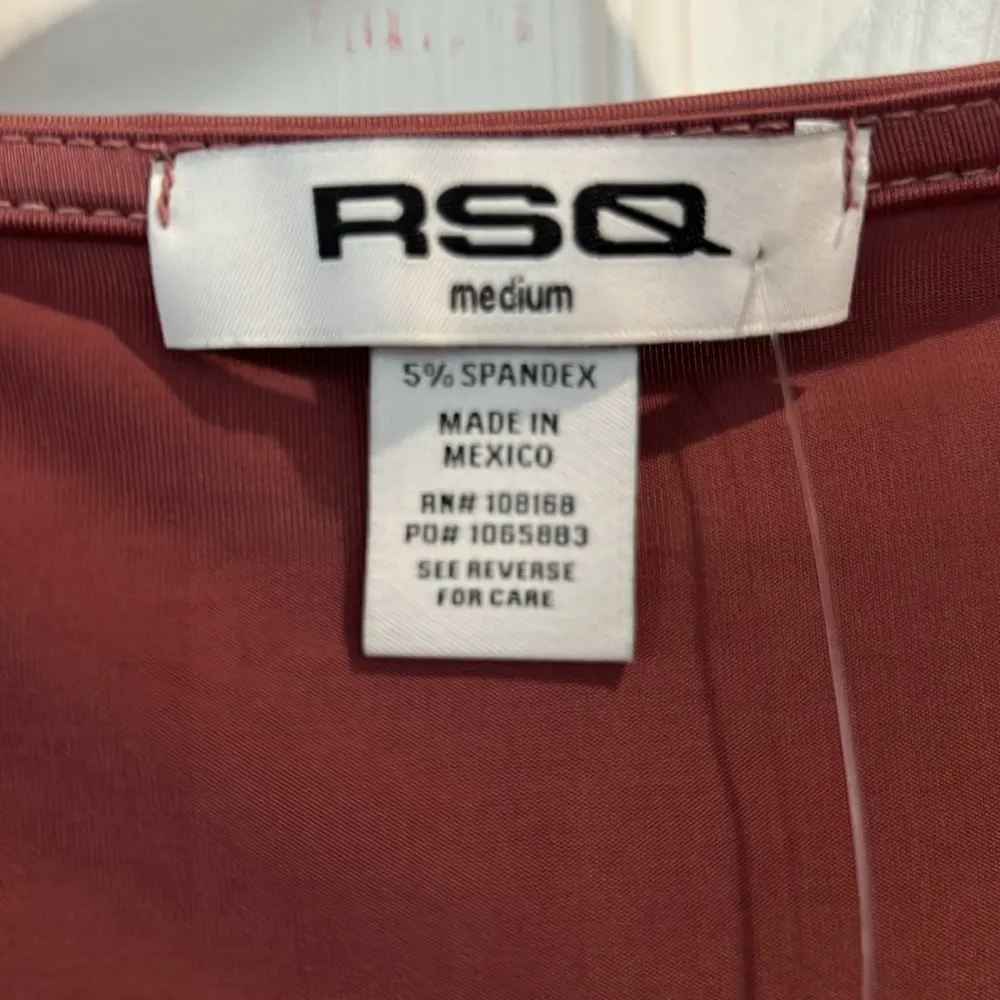 RSQ
medium
5% SPANDEX
MADE IN
MEXICO
RN# 108168
PO# 1065883
SEE REVERSE
FOR CARE